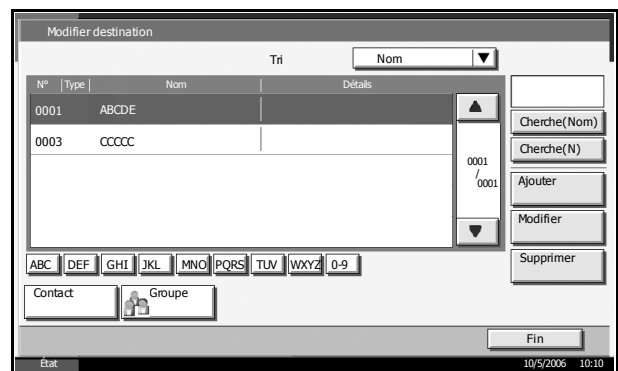 Modifier destination
Tri Nom
N° Type Nom Détails
0001 ABCDE
0003 CCCCC
0001
/
0001
Cherche(Nom)
Cherche(N)
Ajouter
Modifier
Supprimer
ABC DEF GHI JKL MNO PQRS TUV WXYZ 0-9
Contact Groupe
Fin
État 10/5/2006 10:10